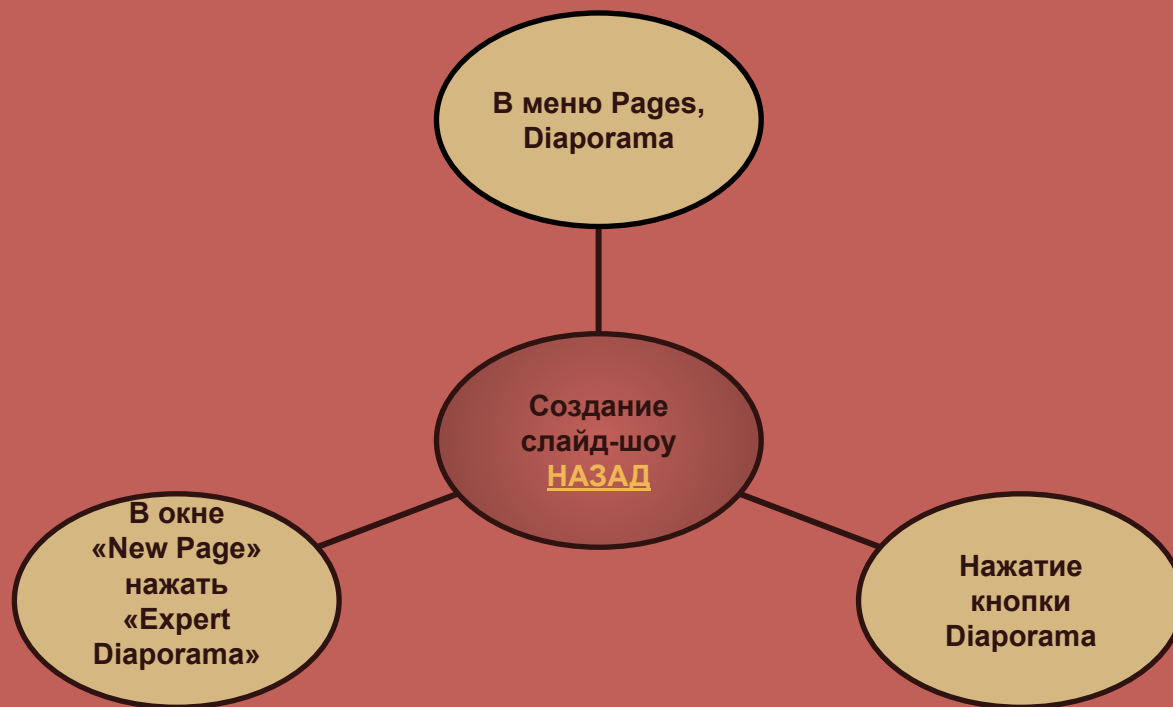 В меню Pages,
Diaporama
Создание
слайд-шоу
НАЗАД
В окне
«New Page»
нажать
«Expert
Diaporama»
Нажатие
кнопки
Diaporama